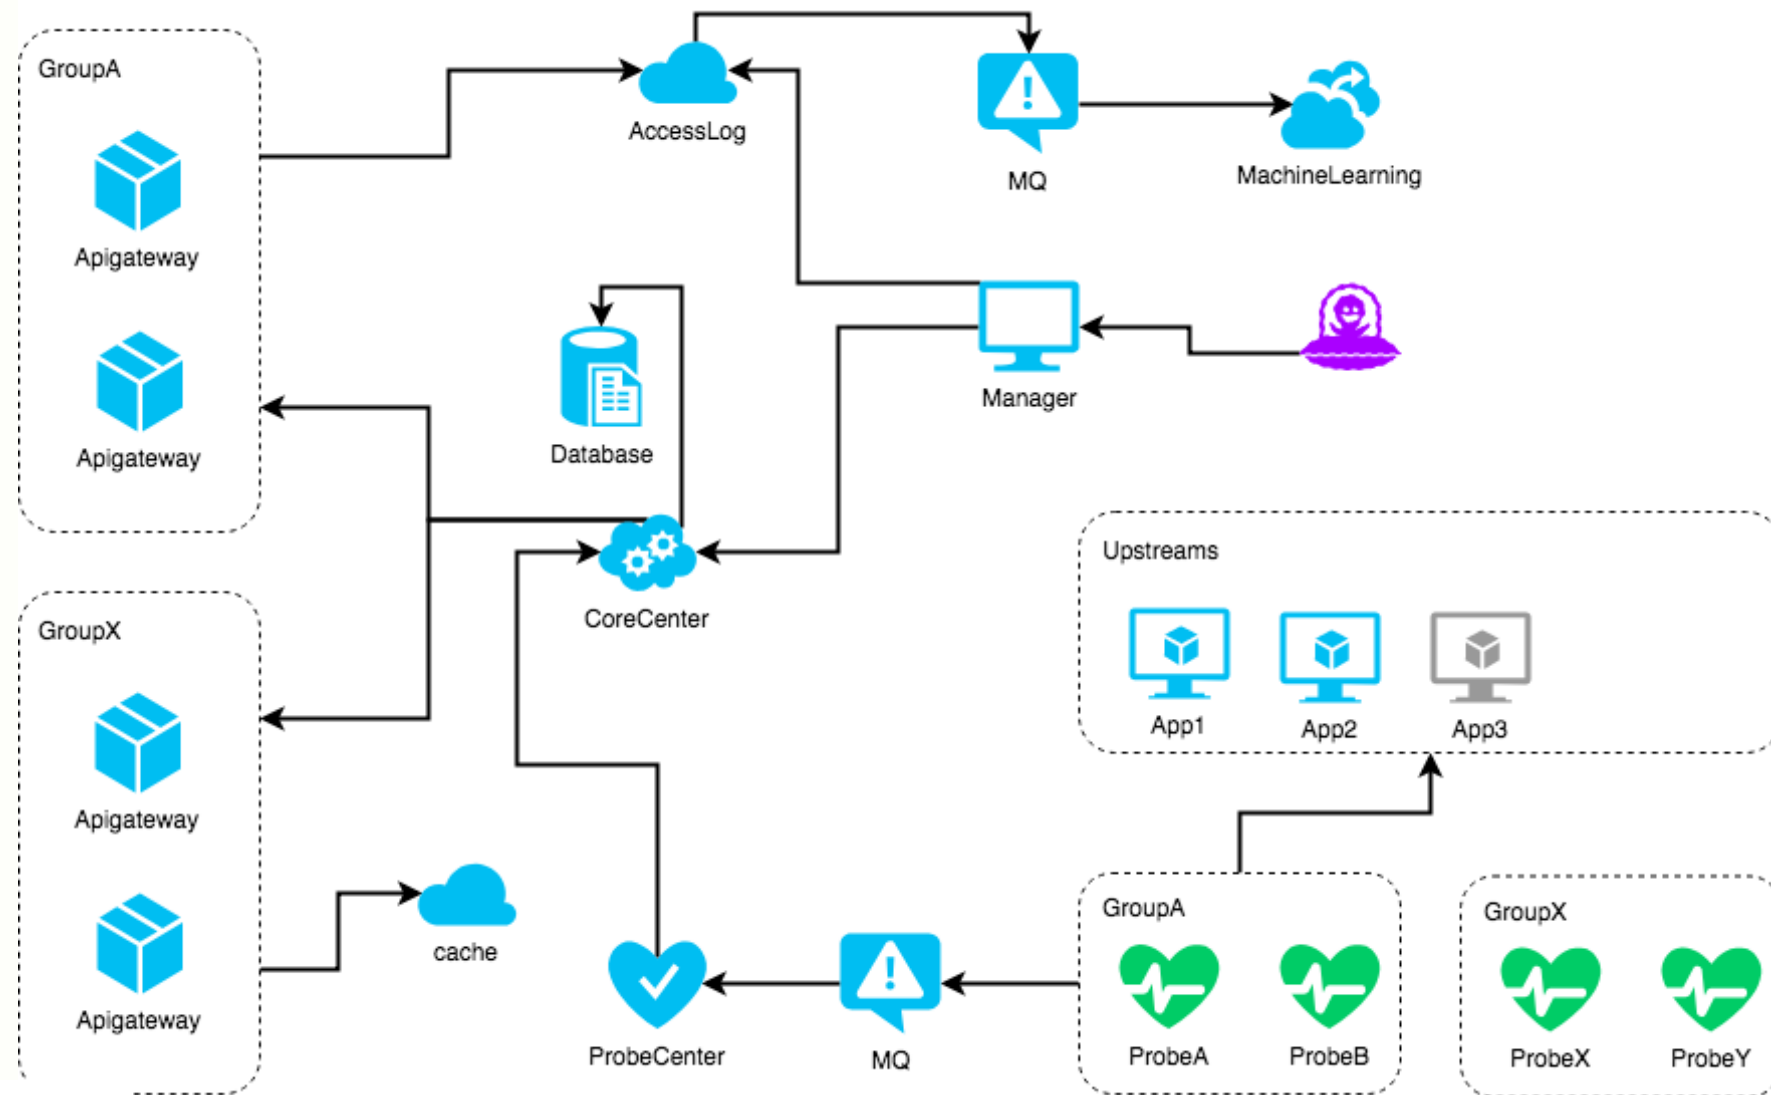 GroupA
Apigateway
Apigateway
AccessLog
MQ
MachineLearning
Database
Manager
CoreCenter
GroupX
Apigateway
Apigateway
cache
ProbeCenter
MQ
Upstreams
App1
App2
App3
GroupA
ProbeA
ProbeB
GroupX
ProbeX
ProbeY